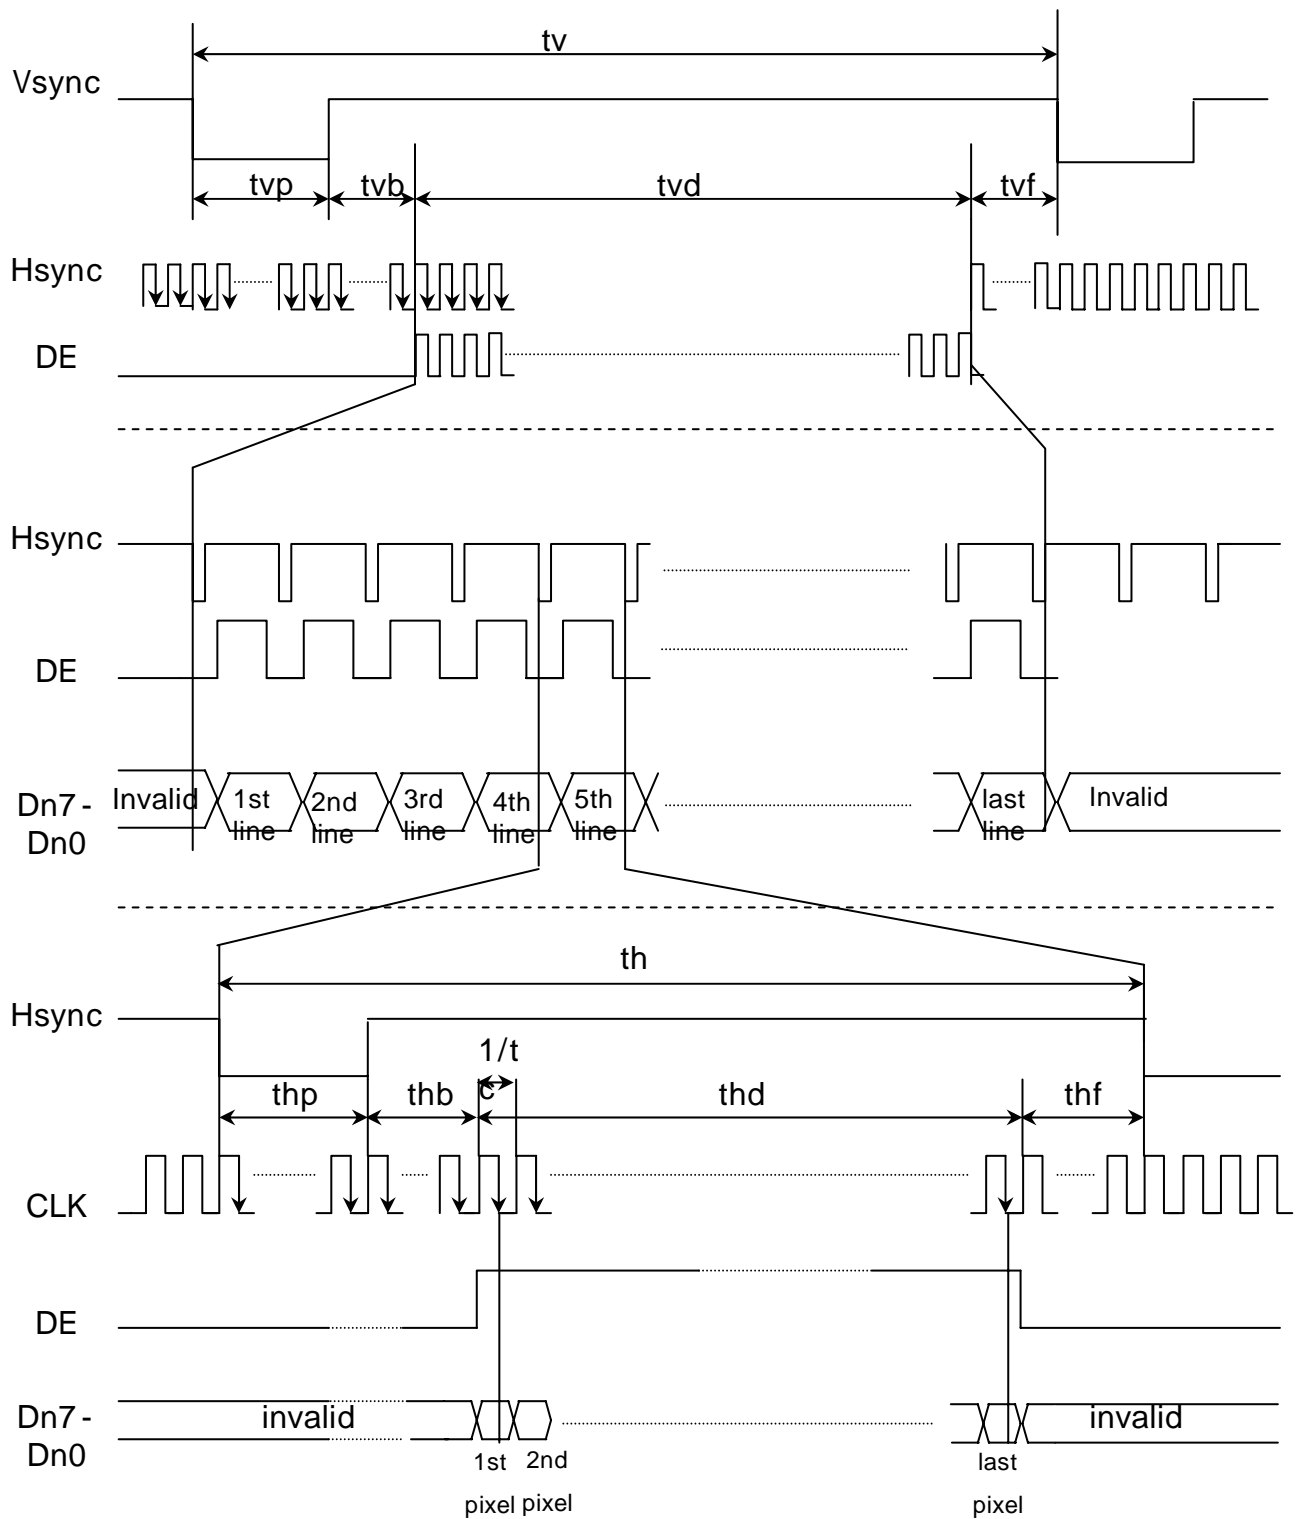 tv
Vsync
tvp tvb tvd tvf
Hsync
DE
Hsync
DE
Dn7 -
Dn0
Invalid
1st
line
2nd
line
3rd
line
4th
line
5th
line
last
line
Invalid
th
Hsync
1/t
c
thp thb thd thf
CLK
DE
Dn7 -
Dn0
invalid
invalid
1st
pixel
2nd
pixel
last
pixel